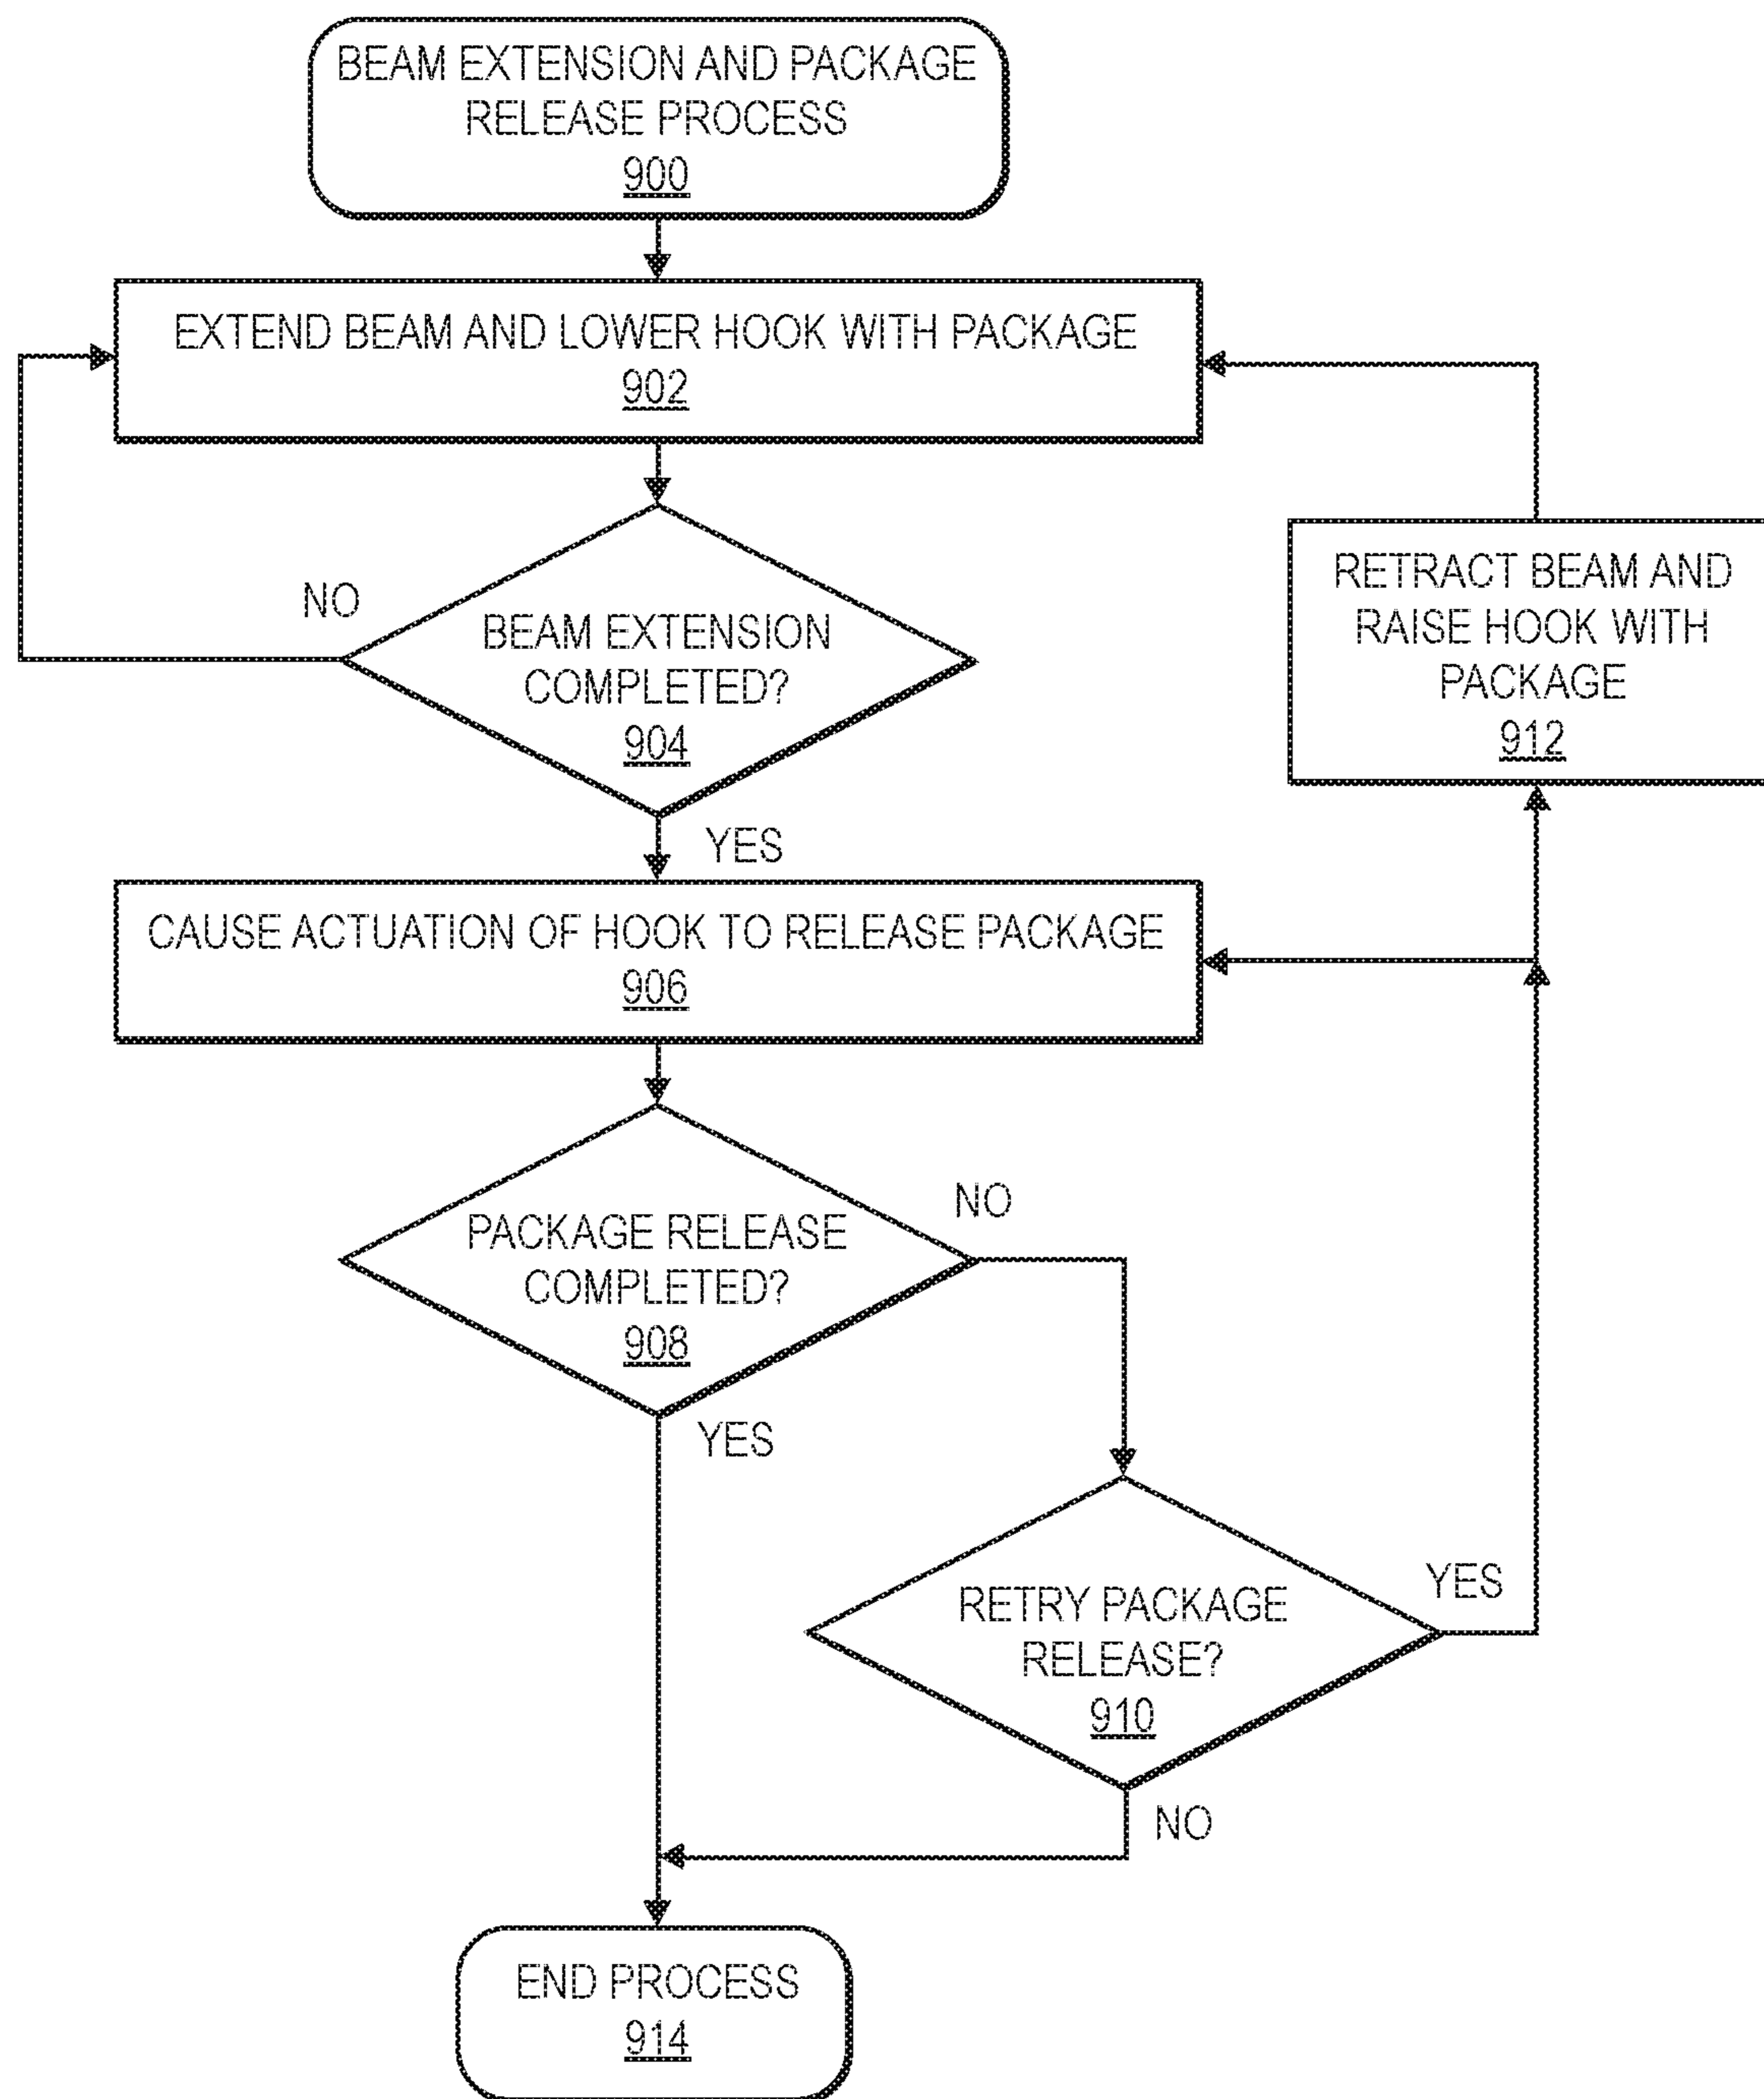 BEAM EXTENSION AND PACKAGE
RELEASE PROCESS
900
EXTEND BEAM AND LOWER HOOK WITH PACKAGE
902
NO
BEAM EXTENSION
COMPLETED?
904
RETRACT BEAM AND
RAISE HOOK WITH
PACKAGE
912
YES
CAUSE ACTUATION OF HOOK TO RELEASE PACKAGE
906
NO
PACKAGE RELEASE
COMPLETED?
908
YES
RETRY PACKAGE
RELEASE?
910
YES
NO
END PROCESS
914